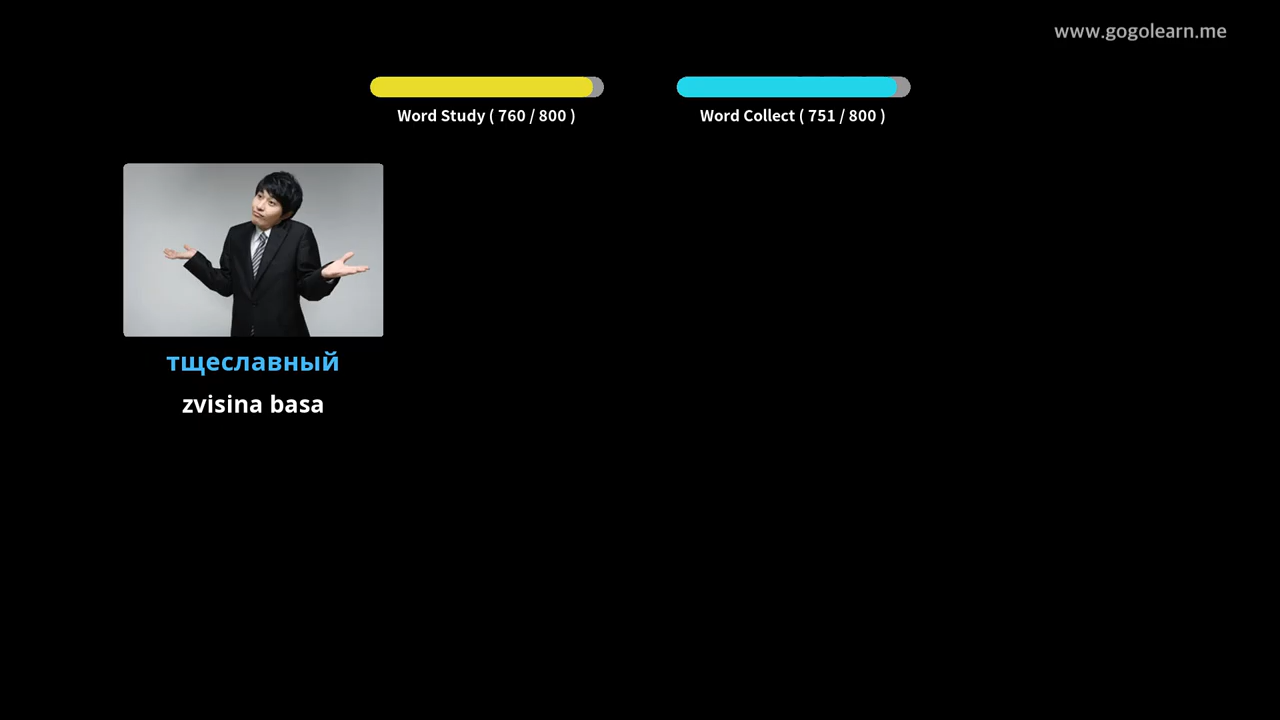 www.gogolearn.me
Word Study ( 760 / 800 )
Word Collect ( 751 / 800 )
тщеславный
zvisina basa